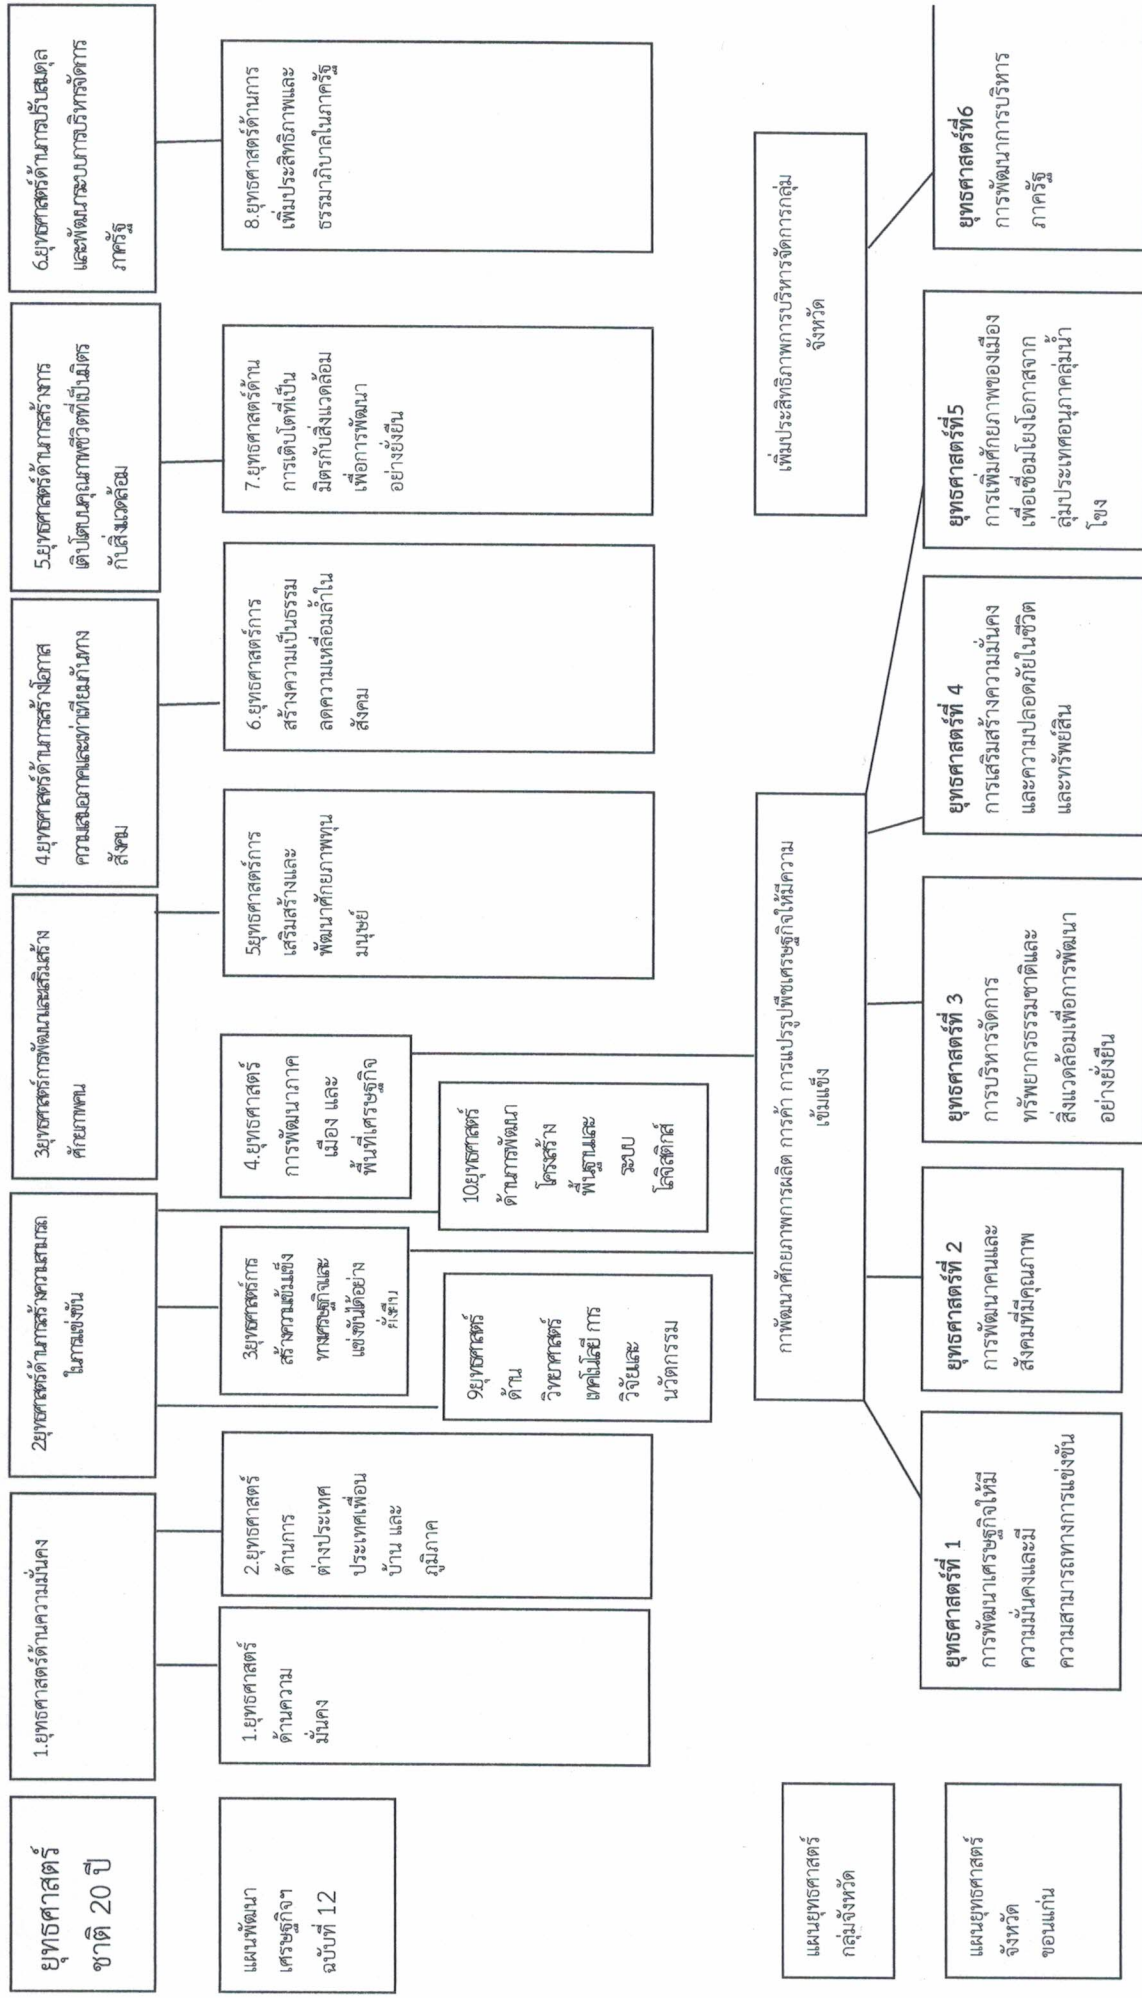 ยุทธศาสตร์
ชาติ 20 ปี
1.ยุทธศาสตร์ด้านความมั่นคง
2ยุทธศาสตร์ด้านการสร้างความสามารถ
ในการแข่งขัน
3ยุทธศาสตร์การพัฒนาและเสริมสร้าง
ศักยภาพคน
4.ยุทธศาสตร์ด้านการสร้างโอกาส
ความเสมอภาคและเท่าเทียมกันทาง
สังคม
5.ยุทธศาสตร์ด้านการสร้างการ
เติบโตบนคุณภาพชีวิตที่เป็นมิตร
กับสิ่งแวดล้อม
6.ยุทธศาสตร์ด้านการปรับสมดุล
และพัฒนาระบบการบริหารจัดการ
ภาครัฐ
แผนพัฒนา
เศรษฐกิจฯ
ฉบับที่ 12
1.ยุทธศาสตร์
ด้านความ
มั่นคง
2.ยุทธศาสตร์
ด้านการ
ต่างประเทศ
ประเทศเพื่อน
บ้าน และ
ภูมิภาค
3ยุทธศาสตร์การ
สร้างความเข้มแข็ง
ทางเศรษฐกิจและ
แข่งขันได้อย่าง
ยั่งยืน
4.ยุทธศาสตร์
การพัฒนาภาค
เมือง และ
พื้นที่เศรษฐกิจ
5ยุทธศาสตร์การ
เสริมสร้างและ
พัฒนาศักยภาพทุน
มนุษย์
6.ยุทธศาสตร์การ
สร้างความเป็นธรรม
ลดความเหลื่อมล้ำใน
สังคม
7.ยุทธศาสตร์ด้าน
การเติบโตที่เป็น
มิตรกับสิ่งแวดล้อม
เพื่อการพัฒนา
อย่างยั่งยืน
8.ยุทธศาสตร์ด้านการ
เพิ่มประสิทธิภาพและ
ธรรมาภิบาลในภาครัฐ
9ยุทธศาสตร์
ด้าน
วิทยาศาสตร์
เทคโนโลยี การ
วิจัยและ
นวัตกรรม
10.ยุทธศาสตร์
ด้านการพัฒนา
โครงสร้าง
พื้นฐานและ
ระบบ
โลจิสติกส์
แผนยุทธศาสตร์
กลุ่มจังหวัด
กาพัฒนาศักยภาพการผลิต การค้า การแปรรูปพืชเศรษฐกิจให้มีความ
เข้มแข็ง
เพิ่มประสิทธิภาพการบริหารจัดการกลุ่ม
จังหวัด
แผนยุทธศาสตร์
จังหวัด
ขอนแก่น
ยุทธศาสตร์ที่ 1
การพัฒนาเศรษฐกิจให้มี
ความมั่นคงและมี
ความสามารถทางการแข่งขัน
ยุทธศาสตร์ที่ 2
การพัฒนาคนและ
สังคมที่มีคุณภาพ
ยุทธศาสตร์ที่ 3
การบริหารจัดการ
ทรัพยากรธรรมชาติและ
สิ่งแวดล้อมเพื่อการพัฒนา
อย่างยั่งยืน
ยุทธศาสตร์ที่ 4
การเสริมสร้างความมั่นคง
และความปลอดภัยในชีวิต
และทรัพย์สิน
ยุทธศาสตร์ที่5
การเพิ่มศักยภาพของเมือง
เพื่อเชื่อมโยงโอกาสจาก
ลุ่มประเทศอนุภาคลุ่มน้ำ
โขง
ยุทธศาสตร์ที่6
การพัฒนาการบริหาร
ภาครัฐ